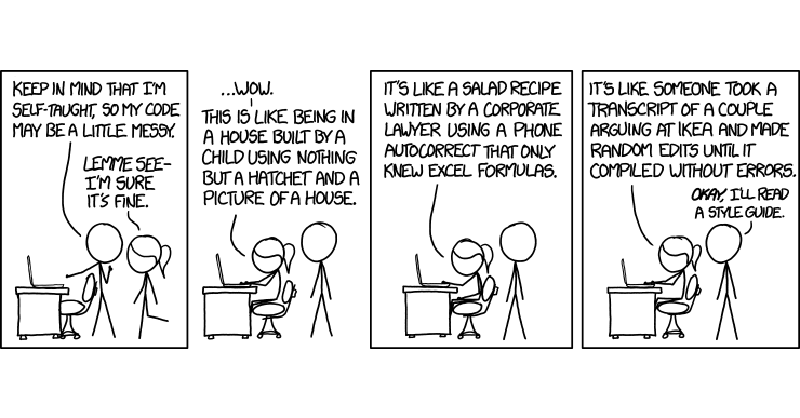 KEEP IN MIND THAT I'M
SELF-TAUGHT, SO MY CODE
MAY BE A LITTLE MESSY.
LEMME SEE-
I'M SURE
IT'S FINE.
...WOW.
THIS IS LIKE BEING IN
A HOUSE BUILT BY A
CHILD USING NOTHING
BUT A HATCHET AND A
PICTURE OF A HOUSE.
IT'S LIKE A SALAD RECIPE
WRITTEN BY A CORPORATE
LAWYER USING A PHONE
AUTOCORRECT THAT ONLY
KNEW EXCEL FORMULAS.
IT'S LIKE SOMEONE TOOK A
TRANSCRIPT OF A COUPLE
ARGUING AT IKEA AND MADE
RANDOM EDITS UNTIL IT
COMPILED WITHOUT ERRORS.
OKAY, I'LL READ
A STYLE GUIDE.